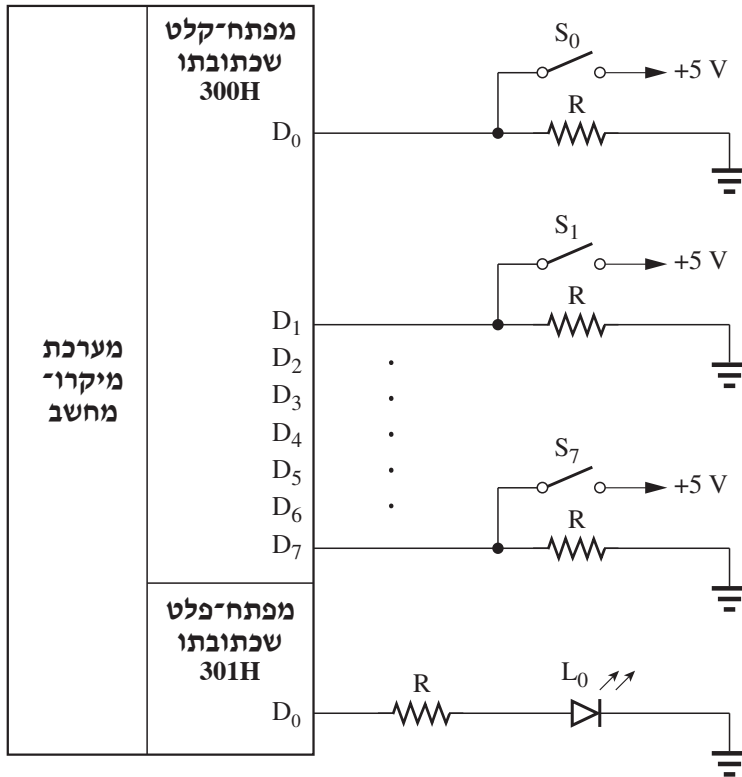 מפתח־קלט
שכתובתו
300H
S0
+5 V
R
D0
S1
+5 V
R
D1
D2
D3
D4
D5
D6
מערכת
מיקרו־
מחשב
S7
+5 V
R
D7
מפתח־פלט
שכתובתו
301H
R
L0
D0